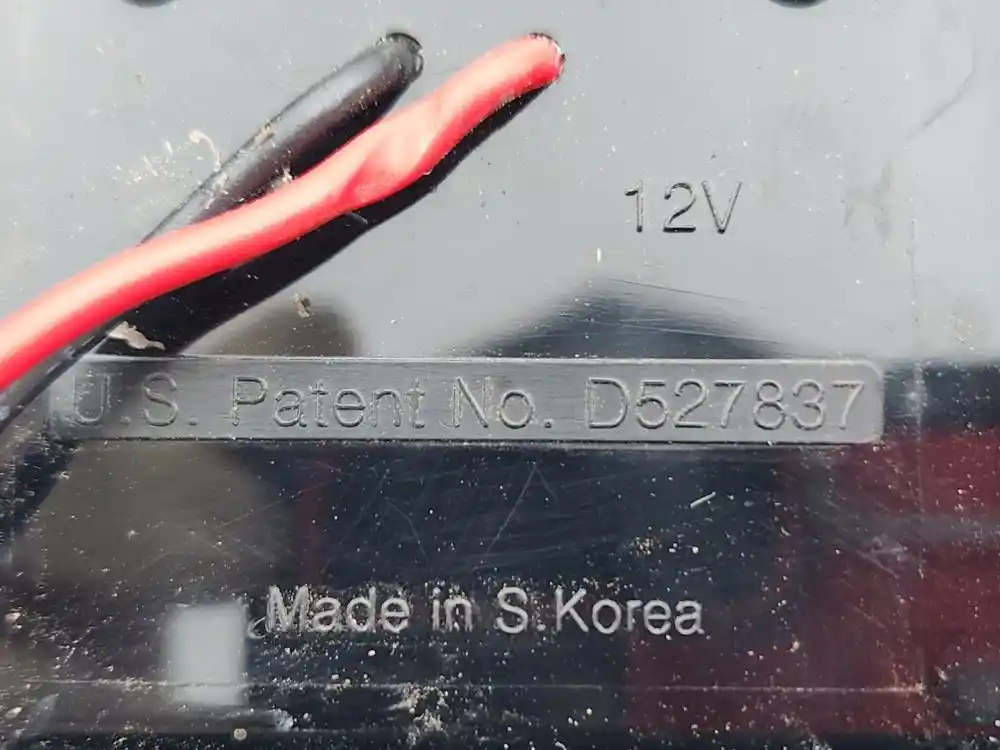 12V
U.S. Patent No. D527837
Made in S.Korea